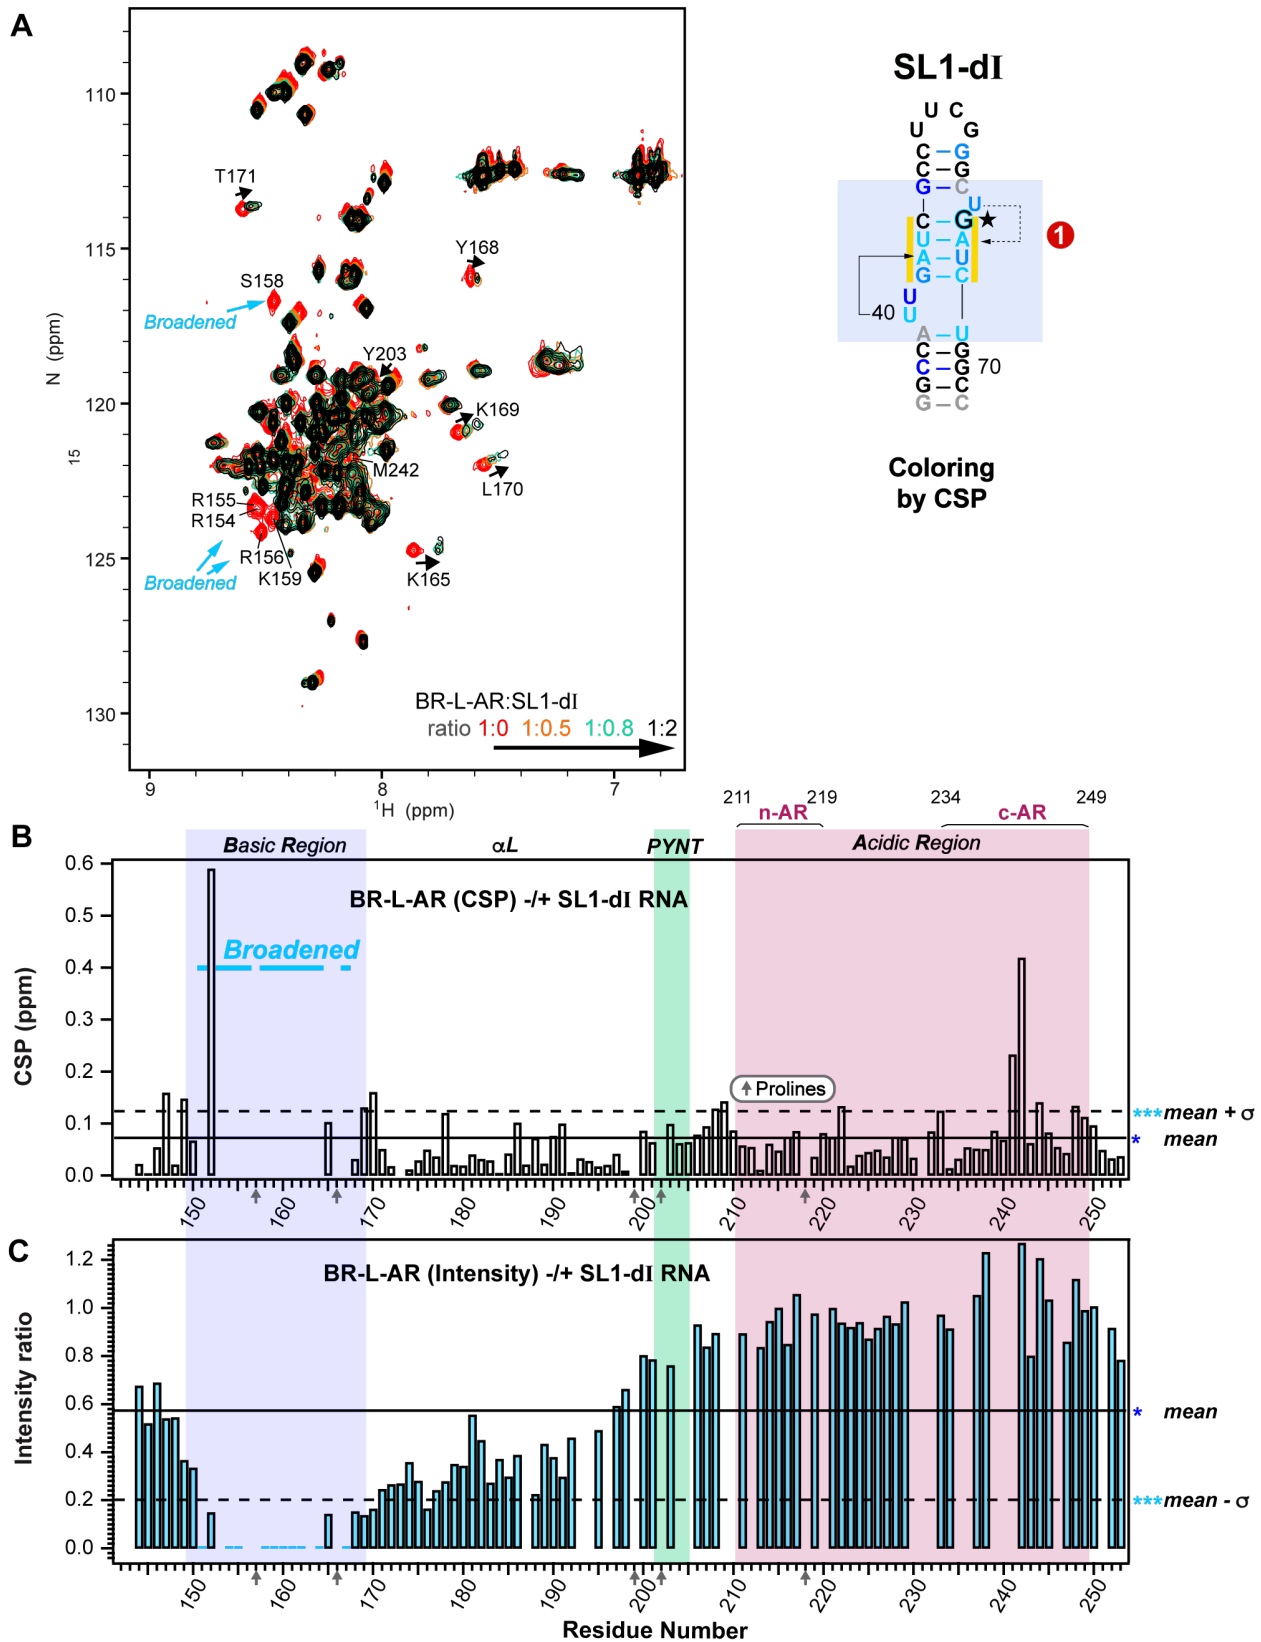 A
110
115
120
125
130
15
N (ppm)
9
8
7
1H (ppm)
T171
Y168
S158
Broadened
Y203
K169
M242
L170
R155
R154
R156
K159
K165
Broadened
BR-L-AR:SL1-dI
ratio 1:0 1:0.5 1:0.8 1:2
SL1-dI
U C
U G
C – G
C G
G – C
U
C – G ★
U – A
A – U
G – C
U
40 U
A – U
C G
C – G 70
G C
G – C
1
Coloring
by CSP
211 219 234 249
n-AR c-AR
B
Basic Region αL PYNT Acidic Region
BR-L-AR (CSP) -/+ SL1-dI RNA
Broadened
Prolines
CSP (ppm)
0.6
0.5
0.4
0.3
0.2
0.1
0.0
***mean + σ
* mean
150 160 170 180 190 200 210 220 230 240 250
C
BR-L-AR (Intensity) -/+ SL1-dI RNA
Intensity ratio
1.2
1.0
0.8
0.6
0.4
0.2
0.0
* mean
***mean - σ
150 160 170 180 190 200 210 220 230 240 250
Residue Number